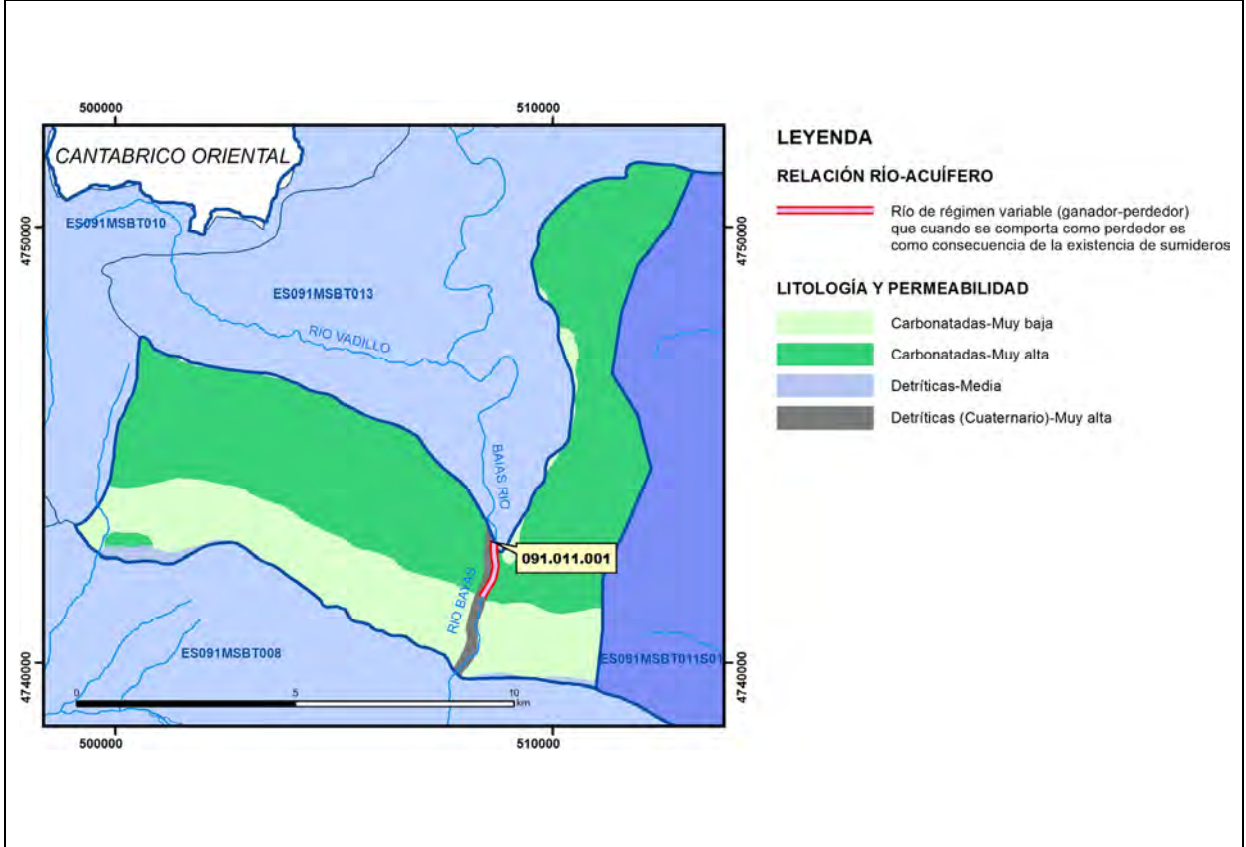 500000
510000
CANTABRICO ORIENTAL
ES091MSBT010
4750000
4750000
ES091MSBT013
RIO VADILLO
BAIAS RIO
091.011.001
RIO BAYAS
ES091MSBT008
ES091MSBT011S01
4740000
4740000
0
5
10
km
500000
510000
LEYENDA
RELACIÓN RÍO-ACUÍFERO
Río de régimen variable (ganador-perdedor)
que cuando se comporta como perdedor es
como consecuencia de la existencia de sumideros
LITOLOGÍA Y PERMEABILIDAD
Carbonatadas-Muy baja
Carbonatadas-Muy alta
Detríticas-Media
Detríticas (Cuaternario)-Muy alta